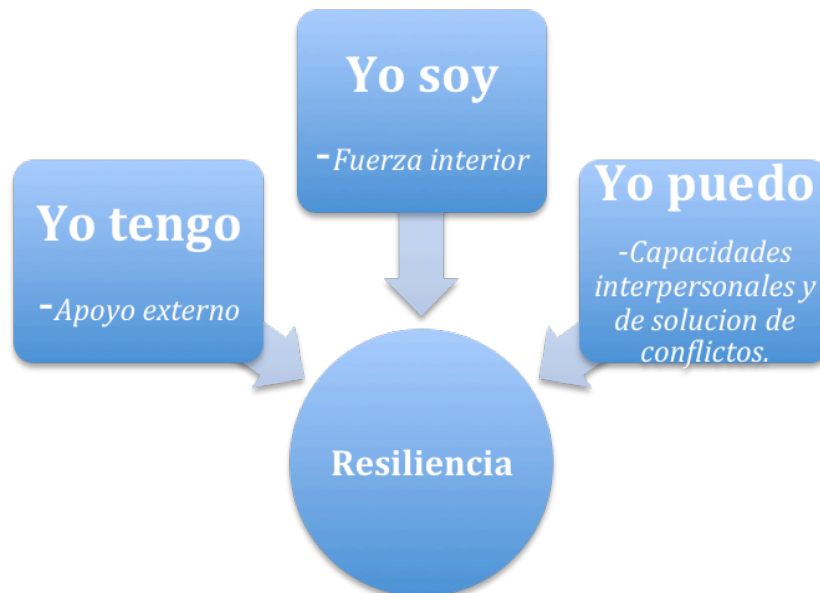 Yo soy
-Fuerza interior
Yo tengo
-Apoyo externo
Yo puedo
-Capacidades
interpersonales y
de solucion de
conflictos.
Resiliencia